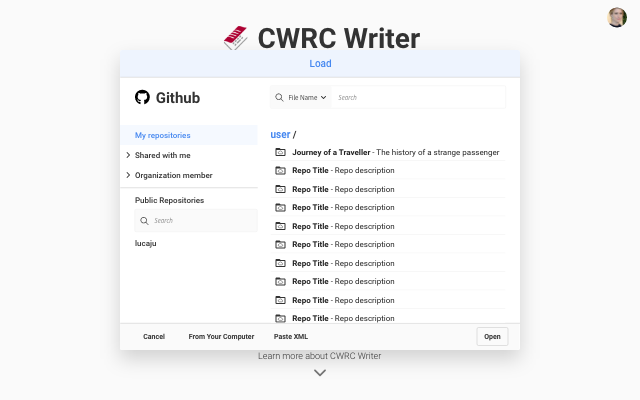 CWRC Writer
Load
Github
File Name
Search
My repositories
Shared with me
Organization member
Public Repositories
Search
lucaju
user /
Journey of a Traveller - The history of a strange passenger
Repo Title - Repo description
Repo Title - Repo description
Repo Title - Repo description
Repo Title - Repo description
Repo Title - Repo description
Repo Title - Repo description
Repo Title - Repo description
Repo Title - Repo description
Repo Title - Repo description
Cancel
From Your Computer
Paste XML
Open
Learn more about CWRC Writer